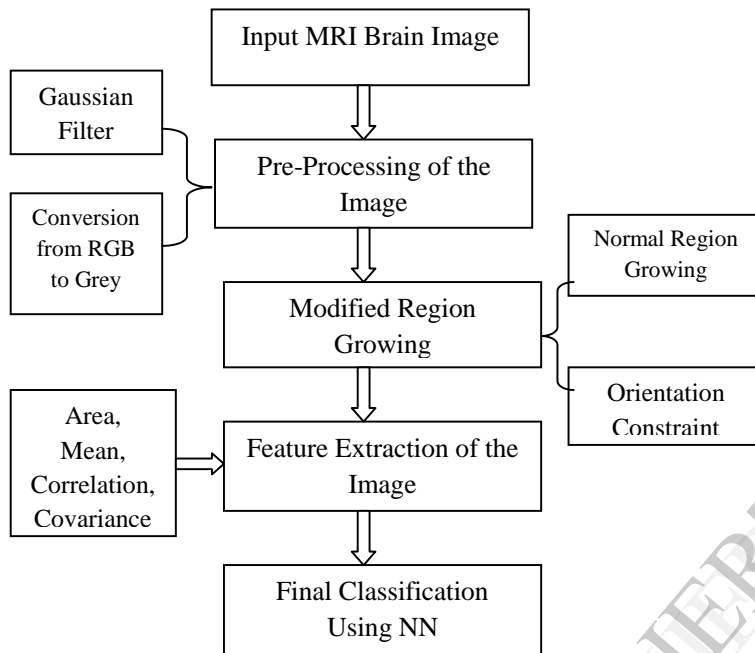 Input MRI Brain Image
Gaussian
Filter
Pre-Processing of the
Image
Conversion
from RGB
to Grey
Normal Region
Growing
Modified Region
Growing
Orientation
Constraint
Area,
Mean,
Correlation,
Covariance
Feature Extraction of the
Image
Final Classification
Using NN